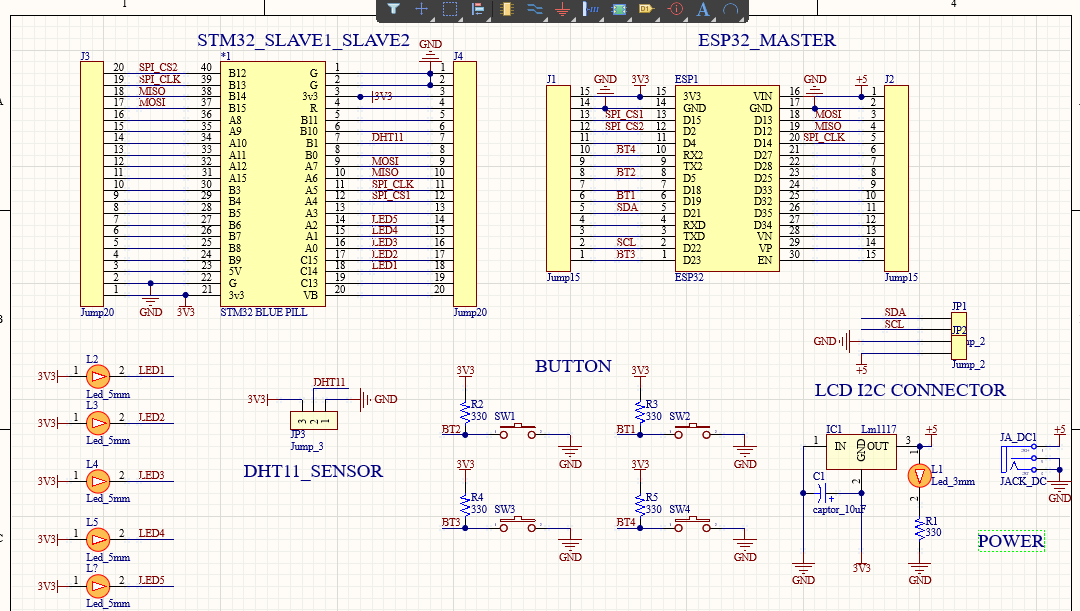 1
4
STM32_SLAVE1_SLAVE2
ESP32_MASTER
J3
*1
GND
J4
20 SPI_CS2 40 B12 G 1 1
19 SPI_CLK 39 B13 G 2 2
18 MISO 38 B14 3v3 3 3V3 3
17 MOSI 37 B15 R 4 4
16 36 A8 B11 5 5
15 35 A9 B10 6 6
14 34 A10 B1 7 DHT11 7
13 33 A11 B0 8 8
12 32 A12 A7 9 MOSI 9
11 31 A15 A6 10 MISO 10
10 30 B3 A5 11 SPI_CLK 11
9 29 B4 A4 12 SPI_CS1 12
8 28 B5 A3 13 13
7 27 B6 A2 14 LED5 14
6 26 B7 A1 15 LED4 15
5 25 B8 A0 16 LED3 16
4 24 B9 C15 17 LED2 17
3 23 5V C14 18 LED1 18
2 22 G C13 19 19
1 21 3v3 VB 20 20
Jump20
GND
3V3
STM32 BLUE PILL
Jump20
J1
GND
3V3
ESP1
GND
+5
J2
15 15 3V3 VIN 16 1
14 14 GND GND 17 2
13 SPI_CS1 13 D15 D13 18 MOSI 3
12 SPI_CS2 12 D2 D12 19 MISO 4
11 11 D4 D14 20 SPI_CLK 5
10 BT4 10 RX2 D27 21 6
9 9 TX2 D28 22 7
8 BT2 8 D5 D25 23 8
7 7 D18 D33 24 9
6 BT1 6 D19 D32 25 10
5 SDA 5 D21 D35 26 11
4 4 RXD D34 27 12
3 3 TXD VN 28 13
2 SCL 2 D22 VP 29 14
1 BT3 1 D23 EN 30 15
Jump15
ESP32
Jump15
JP1
SDA
SCL
JP2
GND
np_2
+5
Jump_2
LCD I2C CONNECTOR
L2
3V3 1 2 LED1
Led_5mm
L3
3V3 1 2 LED2
Led_5mm
L4
3V3 1 2 LED3
Led_5mm
L5
3V3 1 2 LED4
Led_5mm
L?
3V3 1 2 LED5
Led_5mm
DHT11
3V3
GND
3 2 1
JP3
Jump_3
DHT11_SENSOR
BUTTON
3V3
R2
330
SW1
BT2
GND
3V3
R3
330
SW2
BT1
GND
3V3
R4
330
SW3
BT3
GND
3V3
R5
330
SW4
BT4
GND
IC1
Lm1117
1
IN
GND
OUT
3
+5
2
C1
+
captor_10uF
GND
3V3
1
L1
Led_3mm
2
R1
330
GND
JA_DC1
+5
JACK_DC
GND
POWER